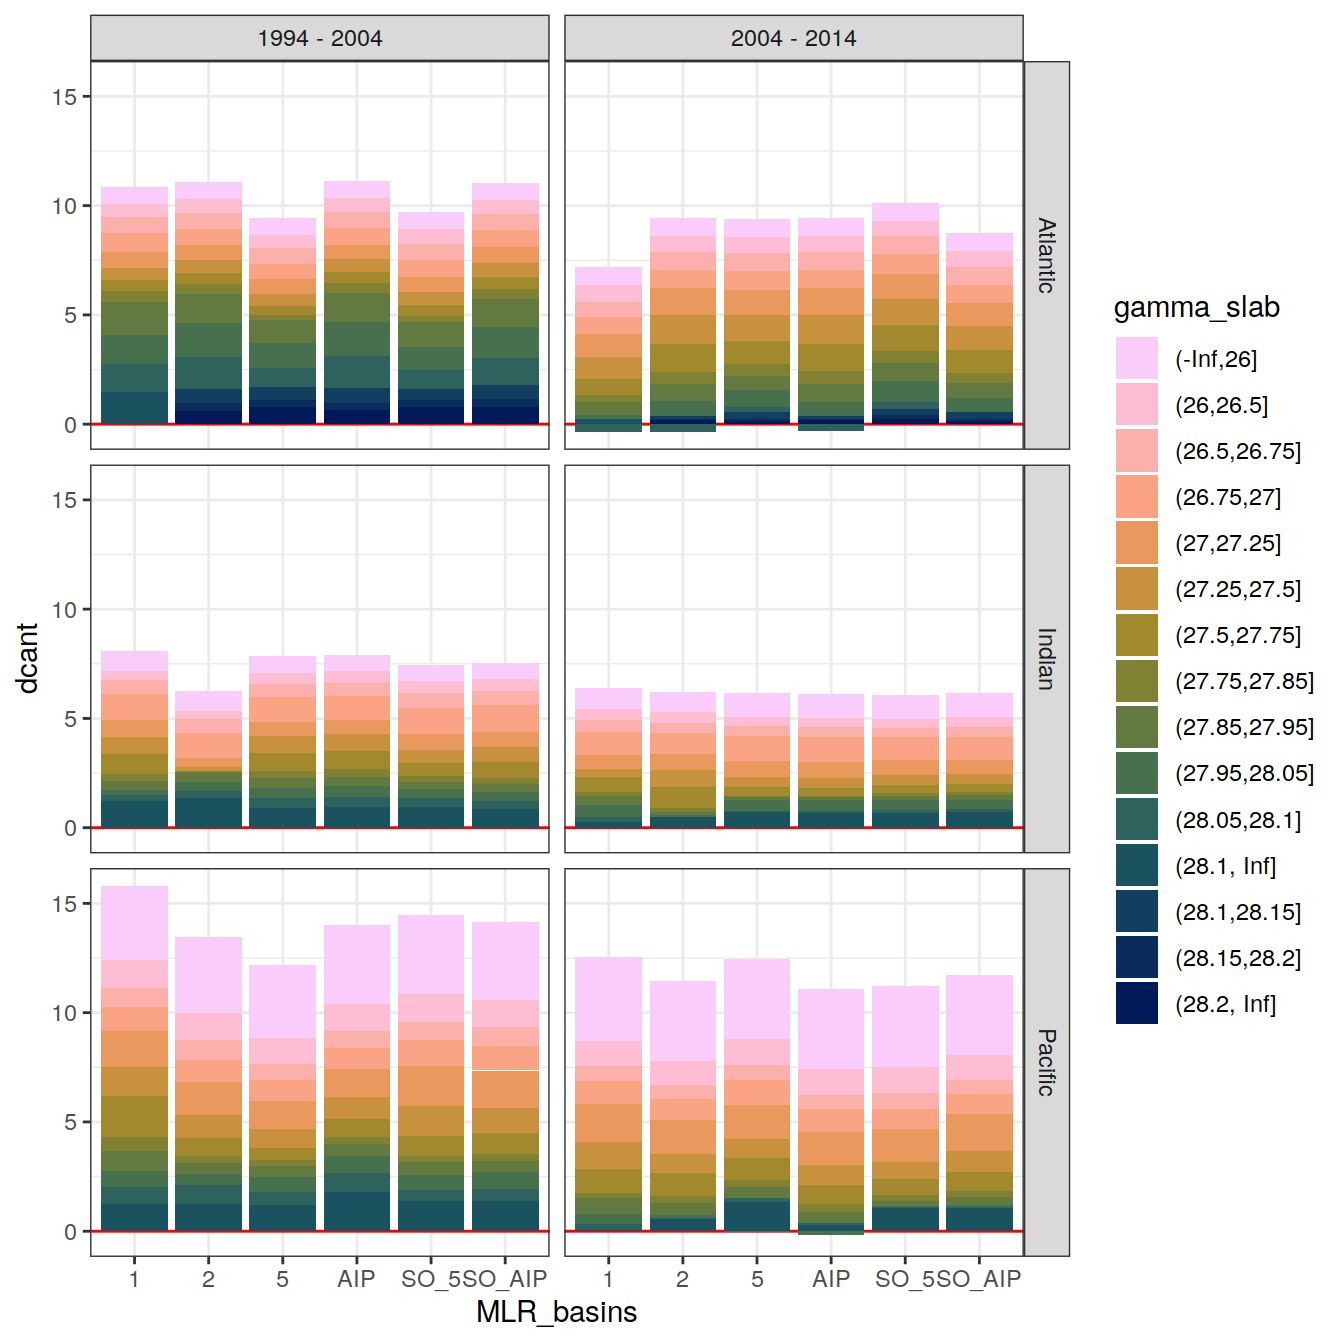 1994 - 2004
2004 - 2014
15
10
5
0
Atlantic
15
10
5
0
Indian
15
10
5
0
Pacific
dcant
1 2 5 AIP SO_5 SO_AIP
1 2 5 AIP SO_5 SO_AIP
MLR_basins
gamma_slab
(-Inf,26]
(26,26.5]
(26.5,26.75]
(26.75,27]
(27,27.25]
(27.25,27.5]
(27.5,27.75]
(27.75,27.85]
(27.85,27.95]
(27.95,28.05]
(28.05,28.1]
(28.1, Inf]
(28.1,28.15]
(28.15,28.2]
(28.2, Inf]